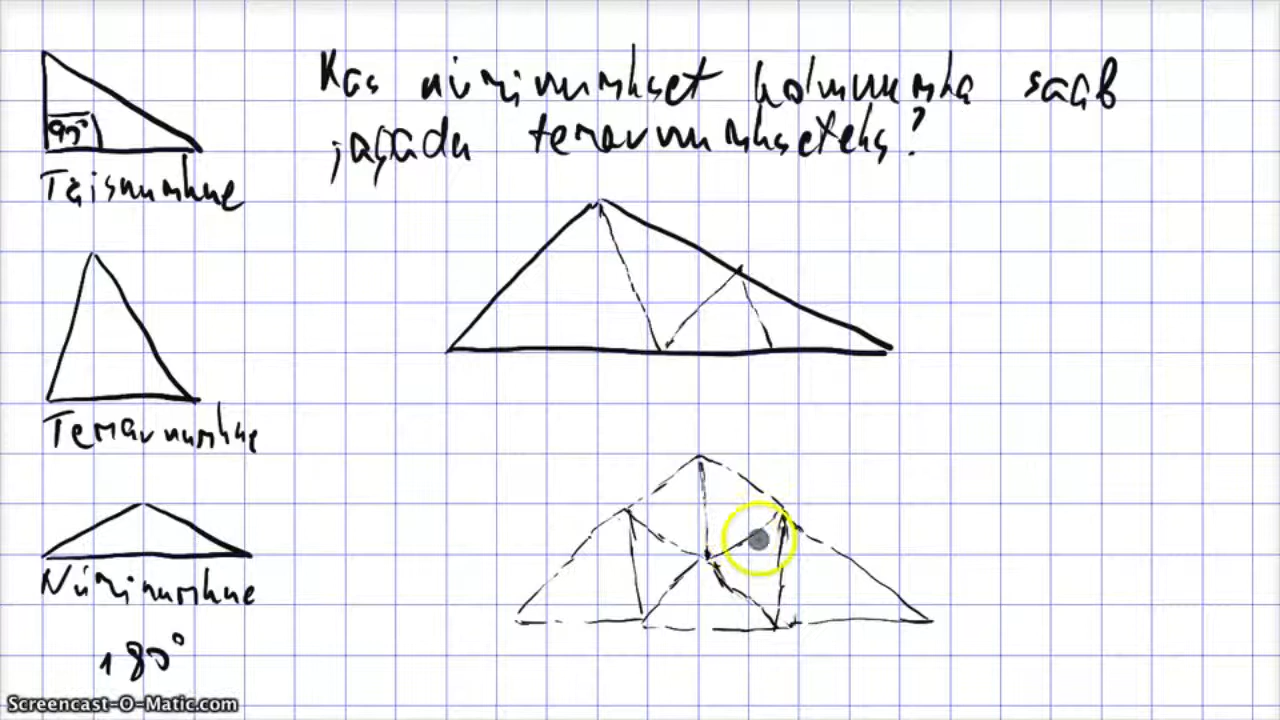 Kas nürinurkset kolmnurka saab
jagada teravnurkseteks?
90°
Täisnurkne
Teravnurkne
Nürinurkne
180°
Screencast-O-Matic.com